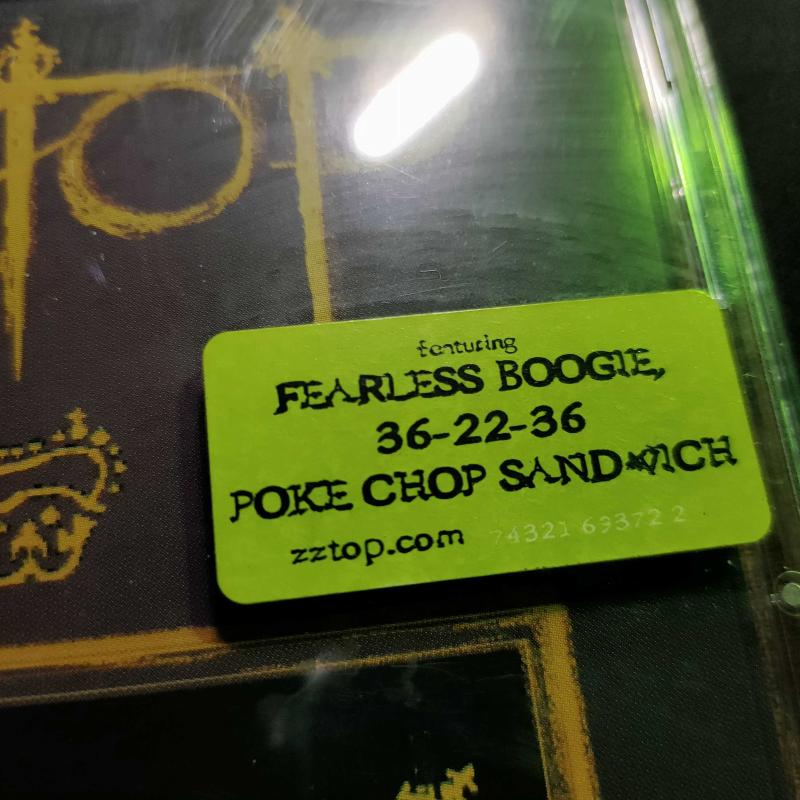 TOP
featuring
FEARLESS BOOGIE,
36-22-36
POKE CHOP SANDWICH
zztop.com 74321 69372 2